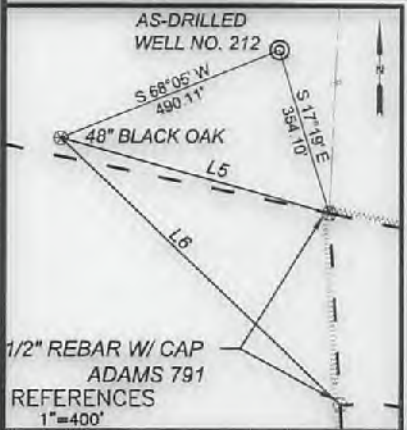 AS-DRILLED
WELL NO. 212
S 68°05' W
490.11'
S 17°19' E
354.10'
N
48" BLACK OAK
L5
L6
1/2" REBAR W/ CAP
ADAMS 791
REFERENCES
1"=400'